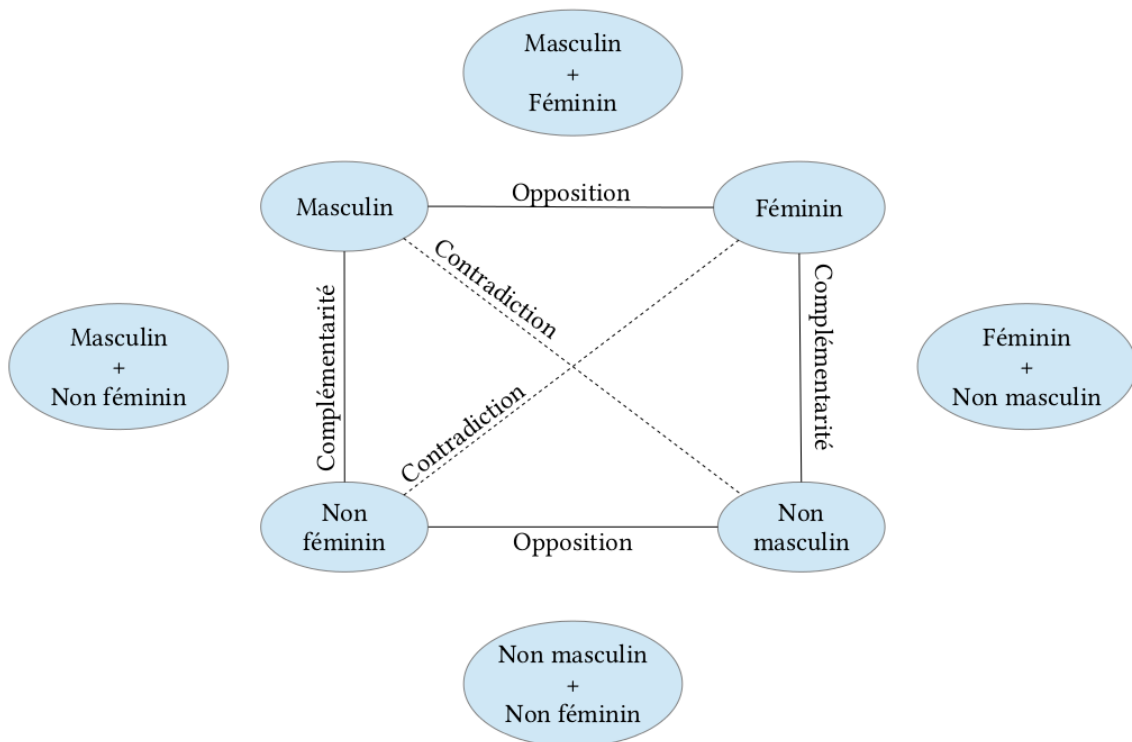 Masculin
+
Féminin
Masculin
Opposition
Féminin
Contradiction
Complémentarité
Complémentarité
Masculin
+
Non féminin
Féminin
+
Non masculin
Contradiction
Non
féminin
Opposition
Non
masculin
Non masculin
+
Non féminin